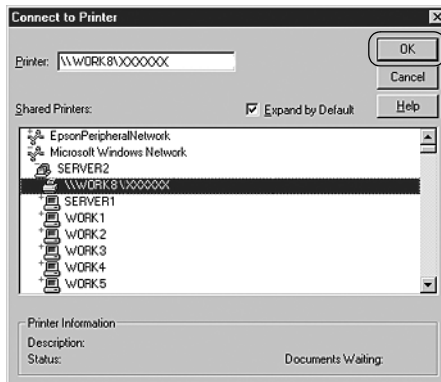 Connect to Printer
Printer: \\WORK8\XXXXXX
OK
Cancel
Shared Printers:
Expand by Default
Help
EpsonPeripheralNetwork
Microsoft Windows Network
SERVER2
\\WORK8\XXXXXX
SERVER1
WORK1
WORK2
WORK3
WORK4
WORK5
Printer Information
Description:
Status:
Documents Waiting: